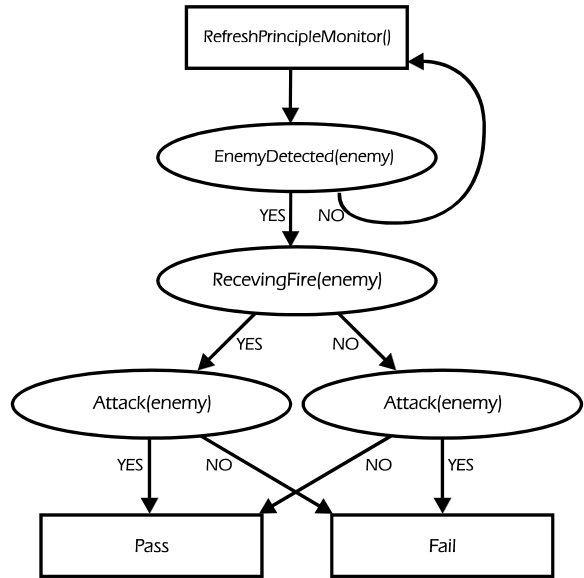 RefreshPrincipleMonitor()
EnemyDetected(enemy)
YES
NO
RecevingFire(enemy)
YES
NO
Attack(enemy)
Attack(enemy)
YES
NO
NO
YES
Pass
Fail